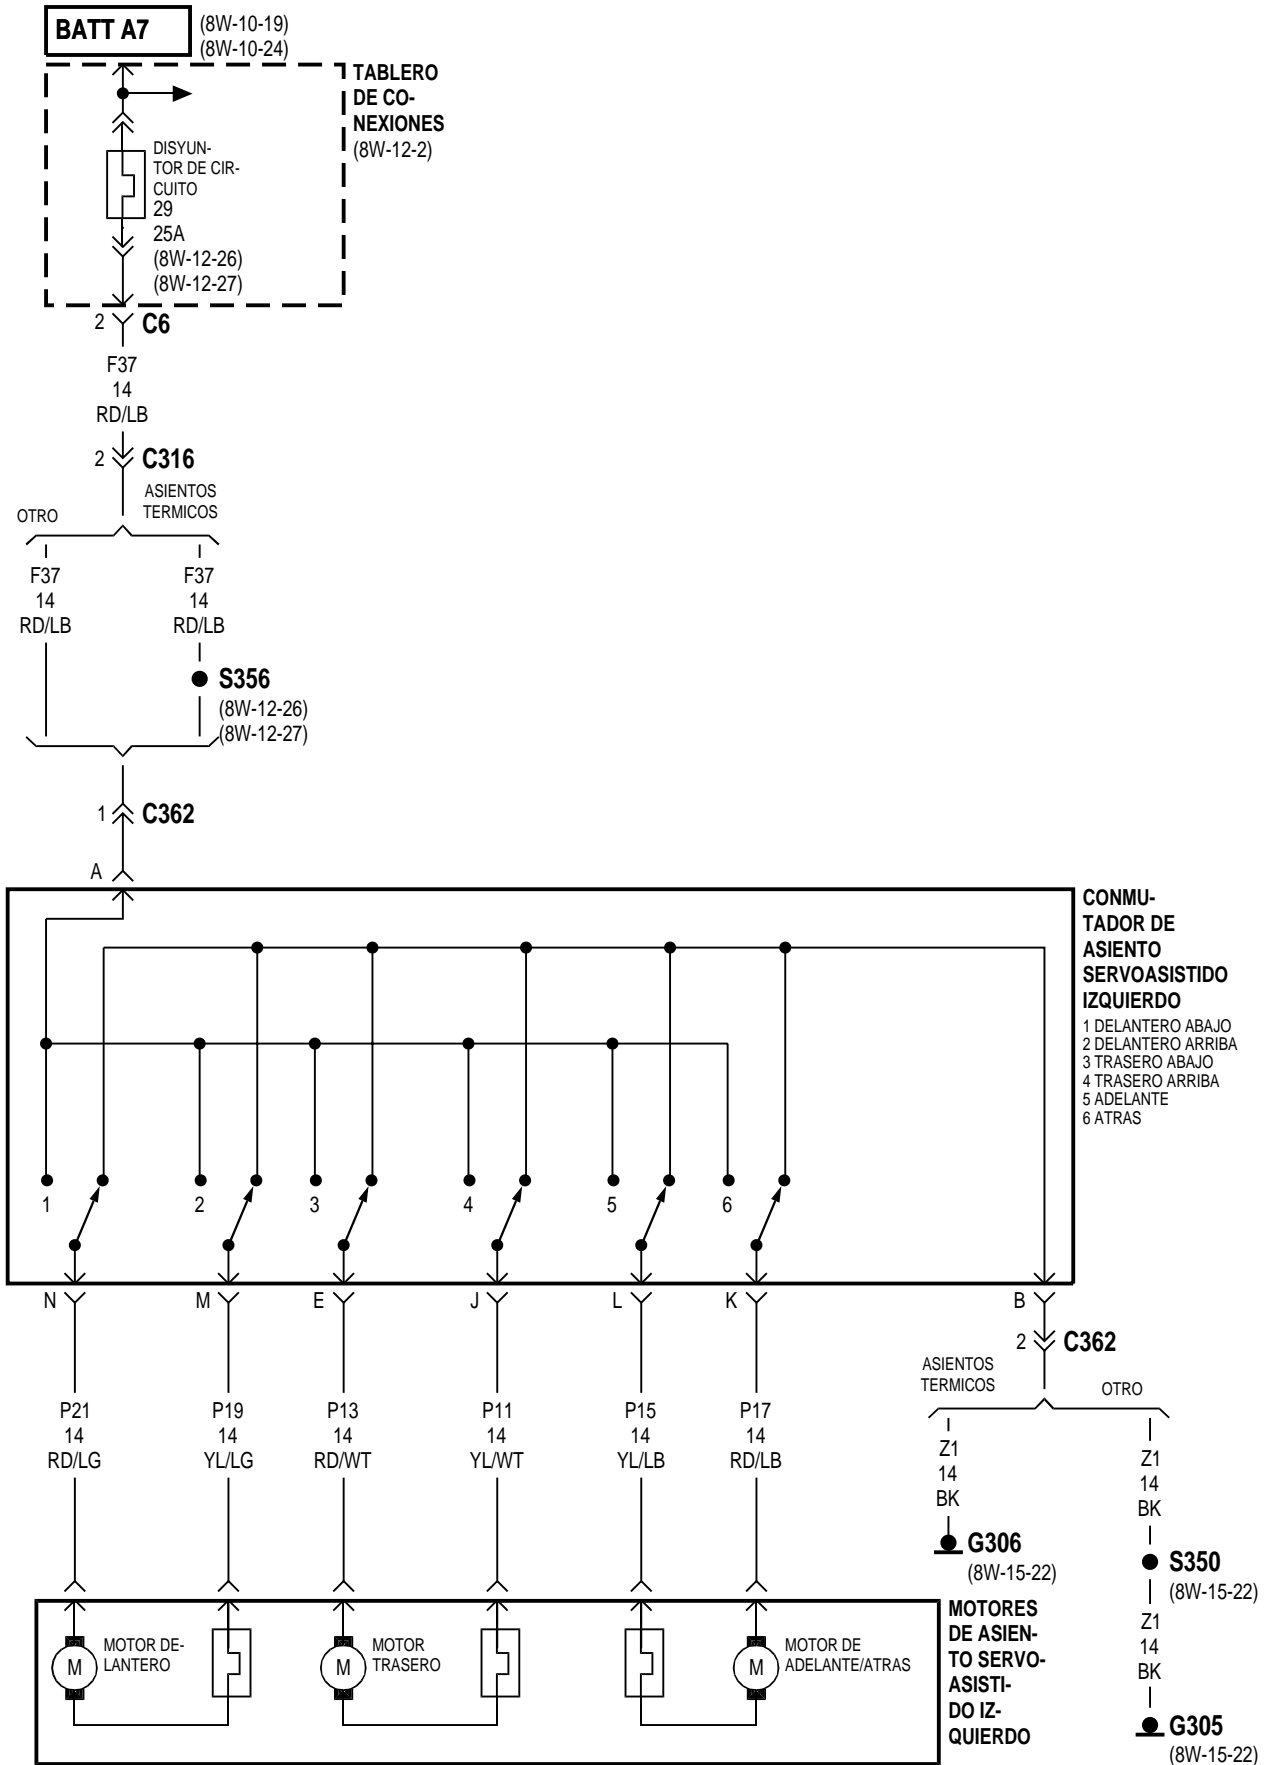 BATT A7
(8W-10-19)
(8W-10-24)
TABLERO
DE CO-
NEXIONES
(8W-12-2)
DISYUN-
TOR DE CIR-
CUITO
29
25A
(8W-12-26)
(8W-12-27)
2 C6
F37
14
RD/LB
2 C316
OTRO
ASIENTOS
TERMICOS
F37 F37
14 14
RD/LB RD/LB
S356
(8W-12-26)
(8W-12-27)
1 C362
A
CONMU-
TADOR DE
ASIENTO
SERVOASISTIDO
IZQUIERDO
1 DELANTERO ABAJO
2 DELANTERO ARRIBA
3 TRASERO ABAJO
4 TRASERO ARRIBA
5 ADELANTE
6 ATRAS
1 2 3 4 5 6
N M E J L K B
2 C362
ASIENTOS
TERMICOS
OTRO
P21 P19 P13 P11 P15 P17
14 14 14 14 14 14
RD/LG YL/LG RD/WT YL/WT YL/LB RD/LB
Z1
14
BK
G306
(8W-15-22)
Z1
14
BK
S350
(8W-15-22)
Z1
14
BK
G305
(8W-15-22)
MOTORES
DE ASIEN-
TO SERVO-
ASISTI-
DO IZ-
QUIERDO
M
MOTOR DE-
LANTERO
M
MOTOR
TRASERO
M
MOTOR DE
ADELANTE/ATRAS